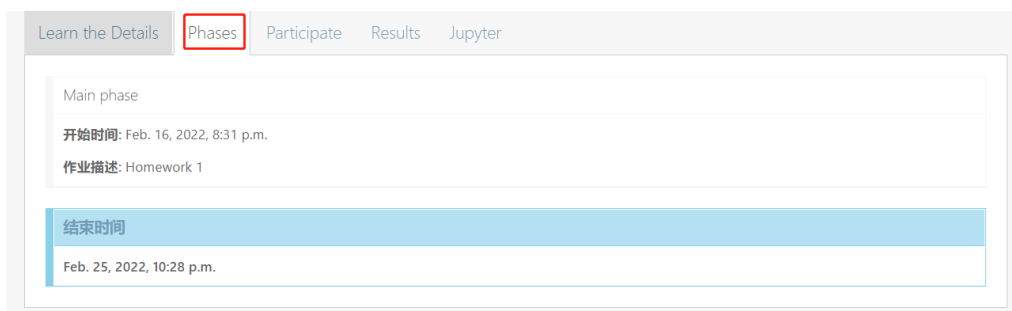 Learn the Details Phases Participate Results Jupyter
Main phase
开始时间: Feb. 16, 2022, 8:31 p.m.
作业描述: Homework 1
结束时间
Feb. 25, 2022, 10:28 p.m.